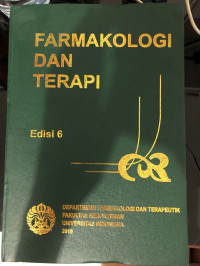 FARMAKOLOGI
DAN
TERAPI
Edisi 6
DEPARTEMEN FARMAKOLOGI DAN TERAPEUTIK
FAKULTAS KEDOKTERAN
UNIVERSITAS INDONESIA
2016